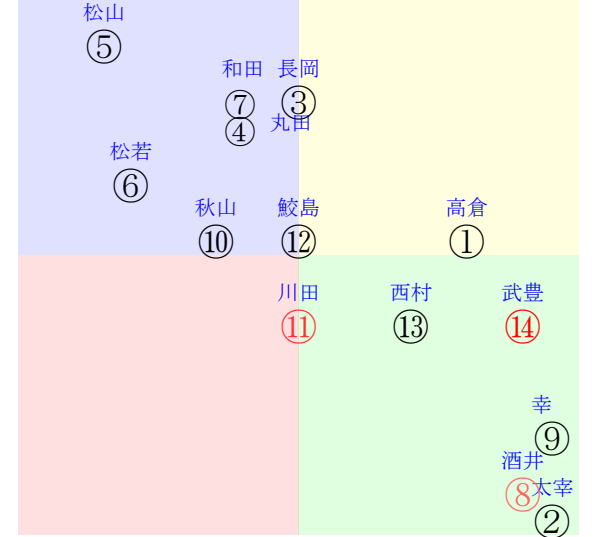 松山
⑤
和田 長岡
⑦ ③
④ 丸田
松若
⑥
秋山 鮫島 高倉
⑩ ⑫ ①
川田 西村 武豊
⑪ ⑬ ⑭
幸
⑨
酒井
⑧ 太宰
②